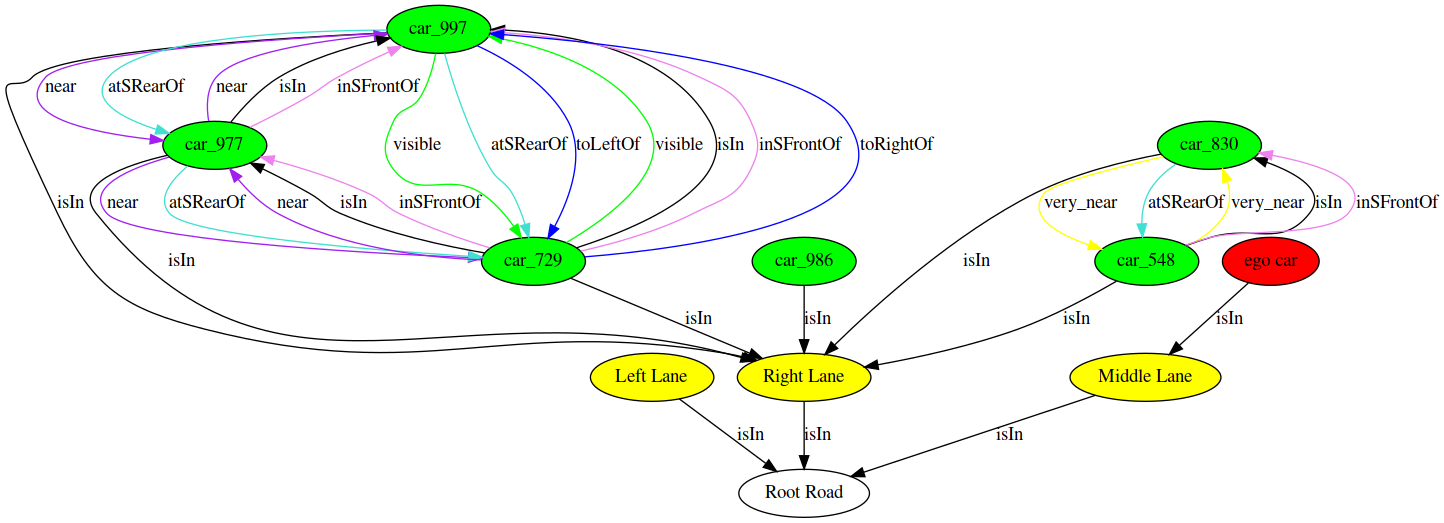 car_997
near
atSRearOf
near
isIn
inSFrontOf
car_977
visible
atSRearOf
toLeftOf
visible
isIn
inSFrontOf
toRightOf
car_830
isIn
near
atSRearOf
near
isIn
inSFrontOf
very_near
atSRearOf
very_near
isIn
inSFrontOf
isIn
car_729
car_986
isIn
car_548
ego car
isIn
isIn
isIn
isIn
Left Lane
Right Lane
Middle Lane
isIn
isIn
isIn
Root Road